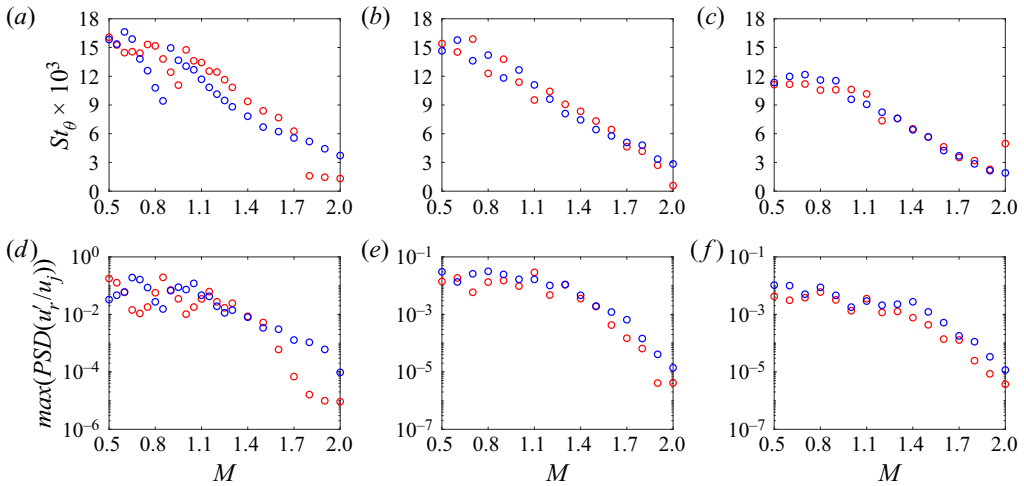 (a) (b) (c)
18 18 18
15 15 15
12 12 12
9 9 9
6 6 6
3 3 3
0 0 0
St_θ × 10³
0.5 0.8 1.1 1.4 1.7 2.0 0.5 0.8 1.1 1.4 1.7 2.0 0.5 0.8 1.1 1.4 1.7 2.0
(d) (e) (f)
10⁰ 10⁻¹ 10⁻¹
10⁻² 10⁻³ 10⁻³
10⁻⁴ 10⁻⁵ 10⁻⁵
10⁻⁶ 10⁻⁷ 10⁻⁷
max(PSD(u′_r/u_j))
0.5 0.8 1.1 1.4 1.7 2.0 0.5 0.8 1.1 1.4 1.7 2.0 0.5 0.8 1.1 1.4 1.7 2.0
M M M